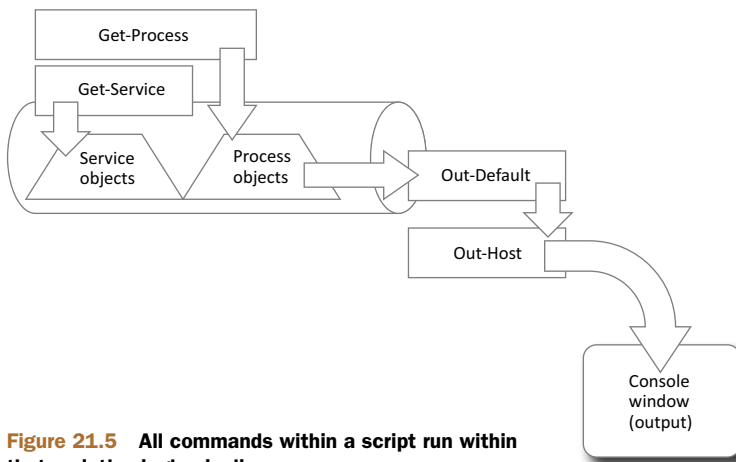 Get-Process
Get-Service
Service
objects
Process
objects
Out-Default
Out-Host
Console
window
(output)
Figure 21.5 All commands within a script run within